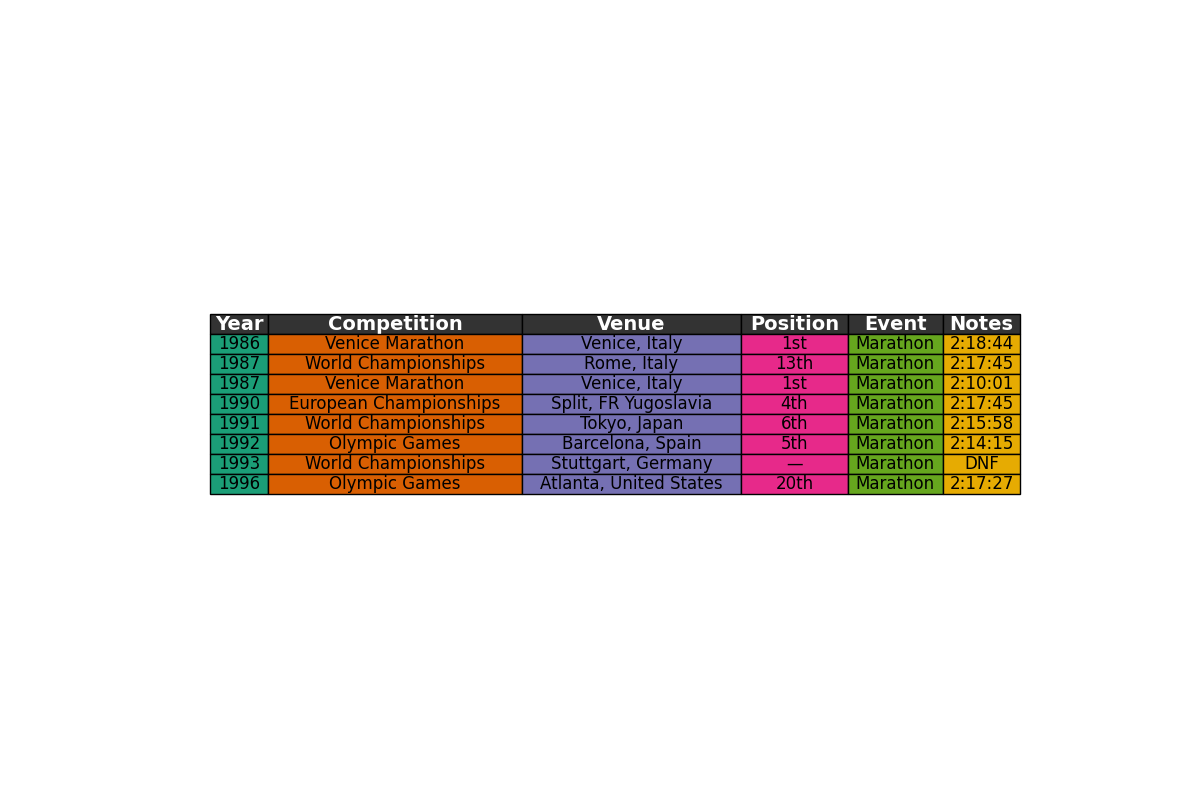 Year Competition Venue Position Event Notes
1986 Venice Marathon Venice, Italy 1st Marathon 2:18:44
1987 World Championships Rome, Italy 13th Marathon 2:17:45
1987 Venice Marathon Venice, Italy 1st Marathon 2:10:01
1990 European Championships Split, FR Yugoslavia 4th Marathon 2:17:45
1991 World Championships Tokyo, Japan 6th Marathon 2:15:58
1992 Olympic Games Barcelona, Spain 5th Marathon 2:14:15
1993 World Championships Stuttgart, Germany — Marathon DNF
1996 Olympic Games Atlanta, United States 20th Marathon 2:17:27